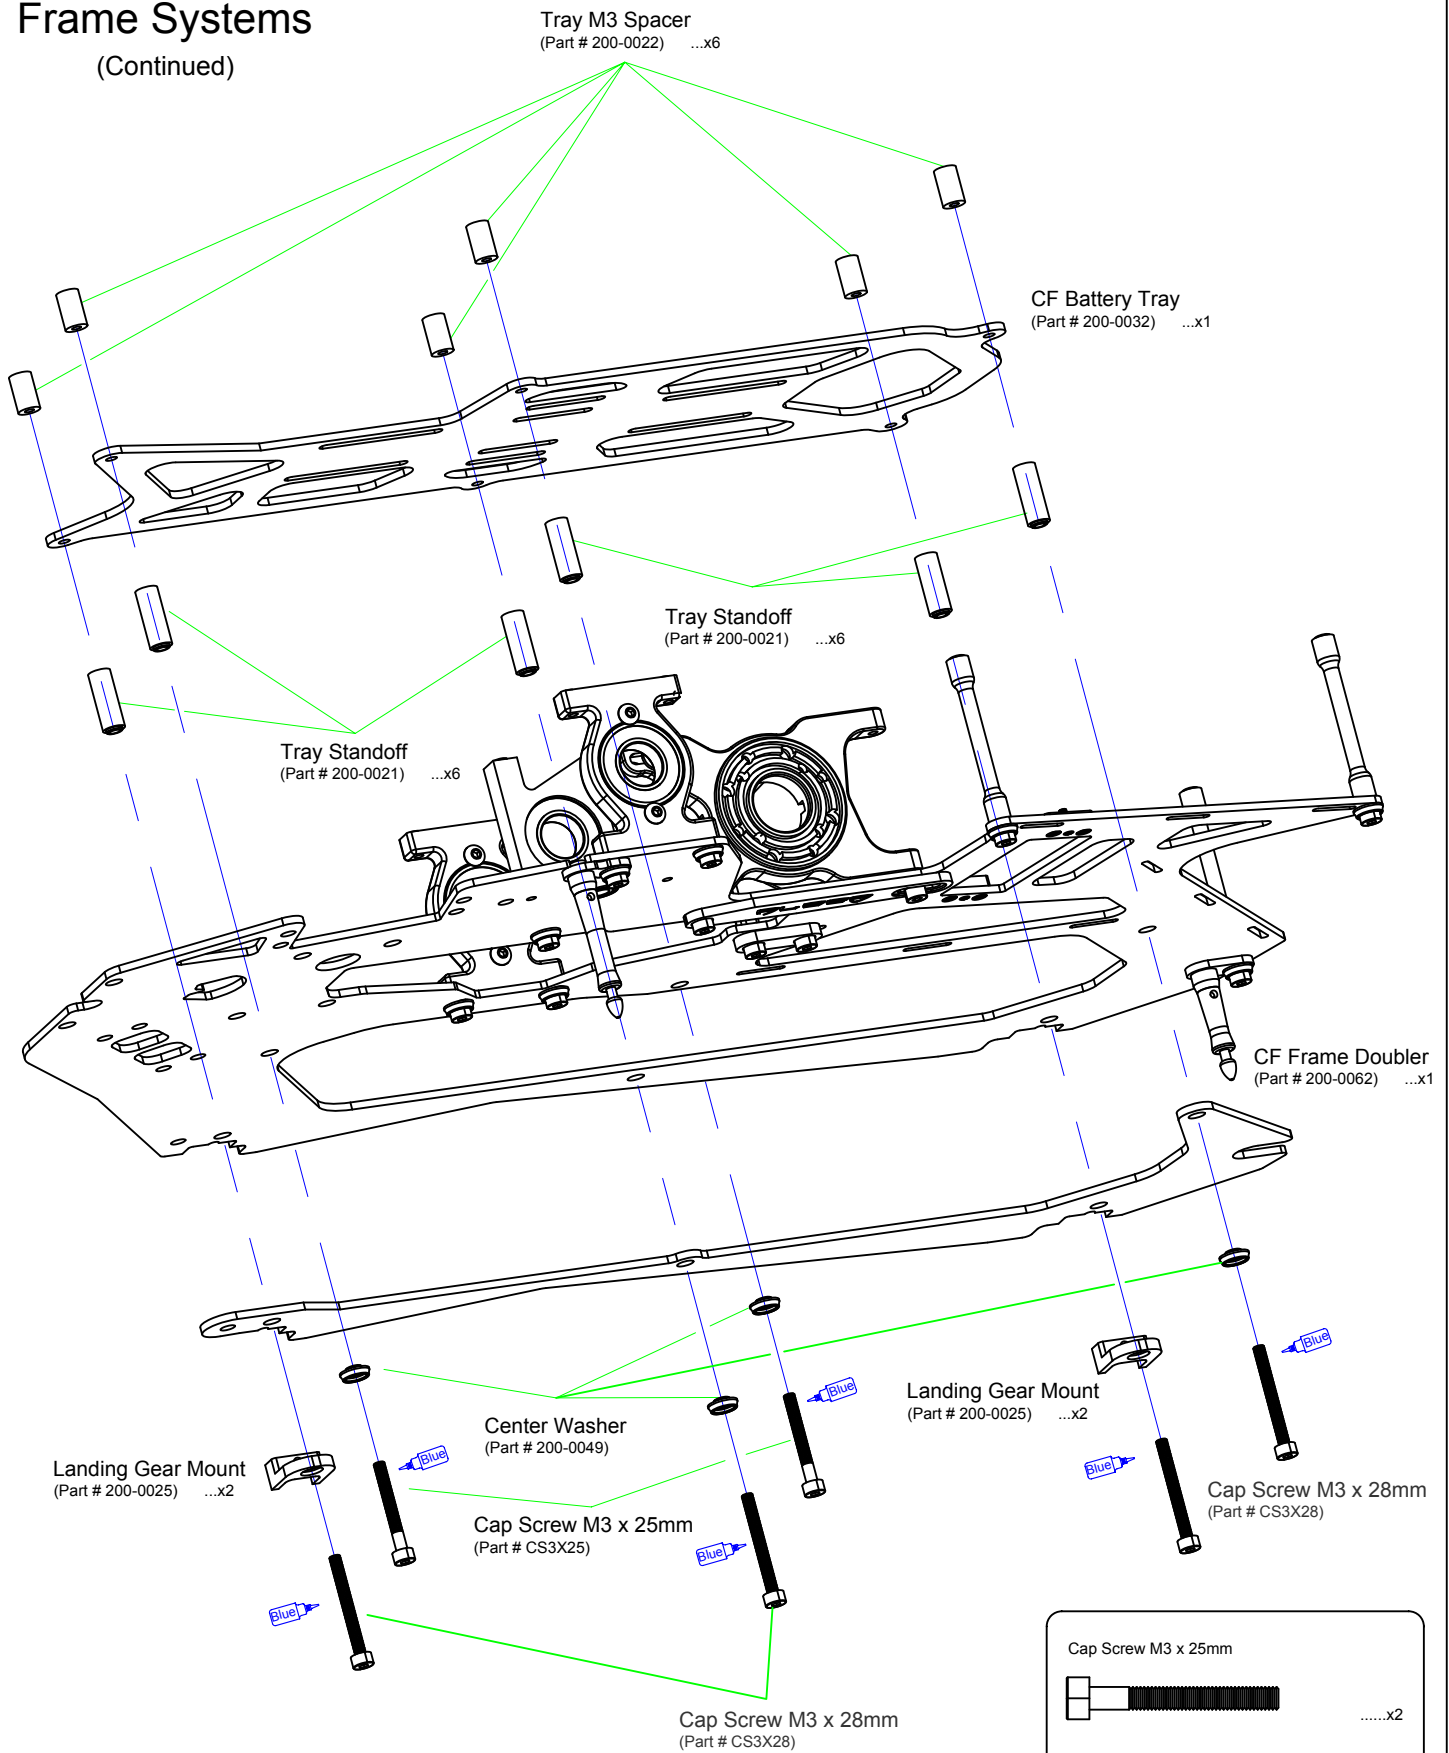 Frame Systems
(Continued)
Tray M3 Spacer
(Part # 200-0022) ...x6
CF Battery Tray
(Part # 200-0032) ...x1
Tray Standoff
(Part # 200-0021) ...x6
Tray Standoff
(Part # 200-0021) ...x6
CF Frame Doubler
(Part # 200-0062) ...x1
Blue
Blue
Landing Gear Mount
(Part # 200-0025) ...x2
Center Washer
(Part # 200-0049)
Blue
Blue
Landing Gear Mount
(Part # 200-0025) ...x2
Cap Screw M3 x 28mm
(Part # CS3X28)
Cap Screw M3 x 25mm
(Part # CS3X25)
Blue
Blue
Cap Screw M3 x 28mm
(Part # CS3X28)
Cap Screw M3 x 25mm
......x2